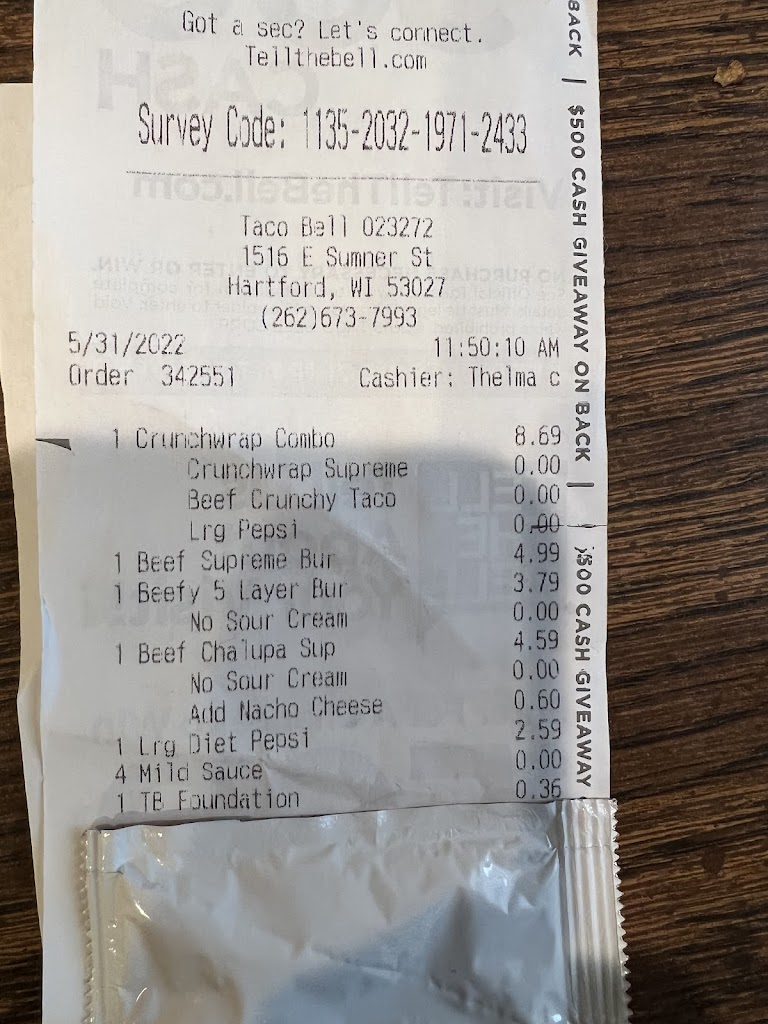 Got a sec? Let's connect.
Tellthebell.com
Survey Code: 1135-2032-1971-2433
Taco Bell 023272
1516 E Sumner St
Hartford, WI 53027
(262)673-7993
5/31/2022 11:50:10 AM
Order 342551 Cashier: Thelma c
1 Crunchwrap Combo 8.69
Crunchwrap Supreme 0.00
Beef Crunchy Taco 0.00
Lrg Pepsi 0.00
1 Beef Supreme Bur 4.99
1 Beefy 5 Layer Bur 3.79
No Sour Cream 0.00
1 Beef Chalupa Sup 4.59
No Sour Cream 0.00
Add Nacho Cheese 0.60
1 Lrg Diet Pepsi 2.59
4 Mild Sauce 0.00
1 TB Foundation 0.36
BACK | $500 CASH GIVEAWAY ON BACK | $500 CASH GIVEAWAY
CASH
Visit:TellTheBell.com